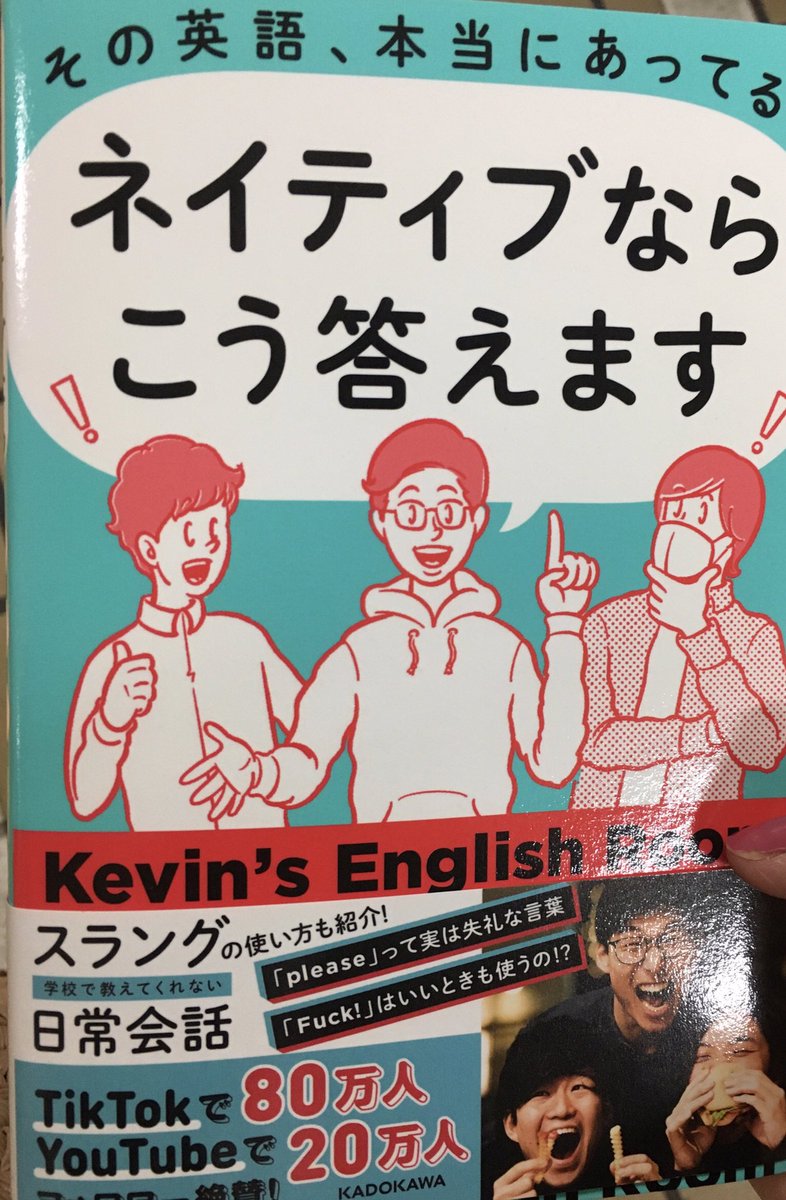 その英語、本当にあってる
ネイティブなら
こう答えます
!
!
Kevin's English Room
スラングの使い方も紹介!
学校で教えてくれない
日常会話
「please」って実は失礼な言葉
「Fuck!」はいいときも使うの!?
TikTokで80万人
YouTubeで20万人
絶賛!
KADOKAWA